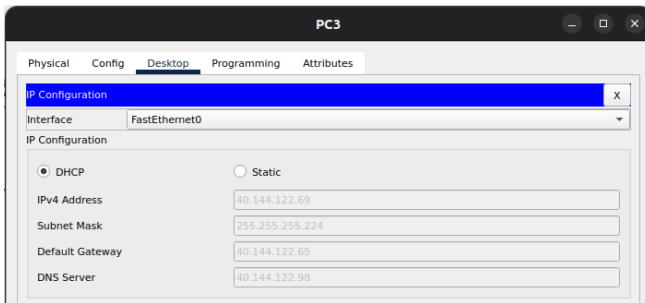 PC3
Physical Config Desktop Programming Attributes
IP Configuration X
Interface FastEthernet0
IP Configuration
DHCP Static
IPv4 Address 40.144.122.69
Subnet Mask 255.255.255.224
Default Gateway 40.144.122.65
DNS Server 40.144.122.98